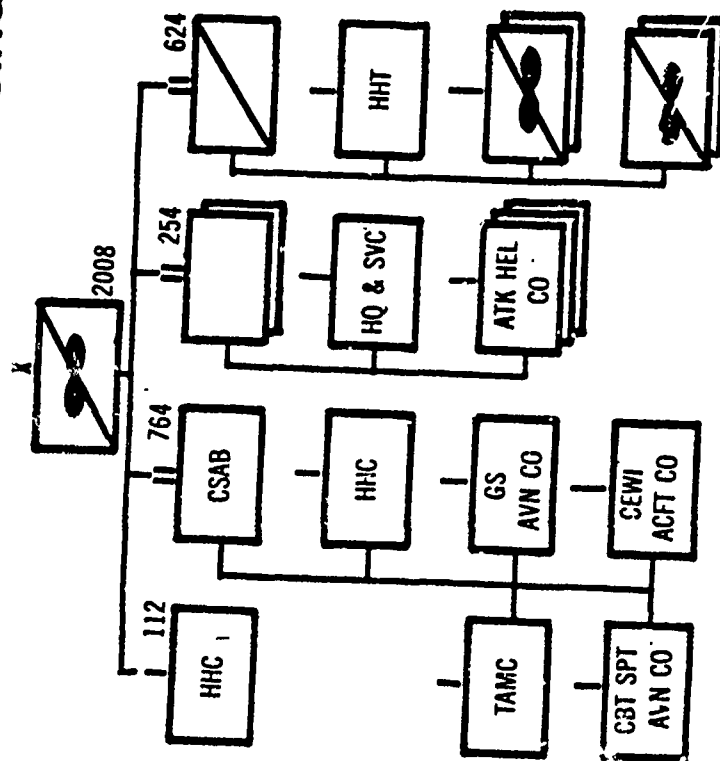 X
2008
112
HHC
764
CSAB
254
624
HHC
HQ & SVC
HHT
TAMC
GS
AVN CO
ATK HEL
CO
CBT SPT
AVN CO
CEWI
ACFT CO